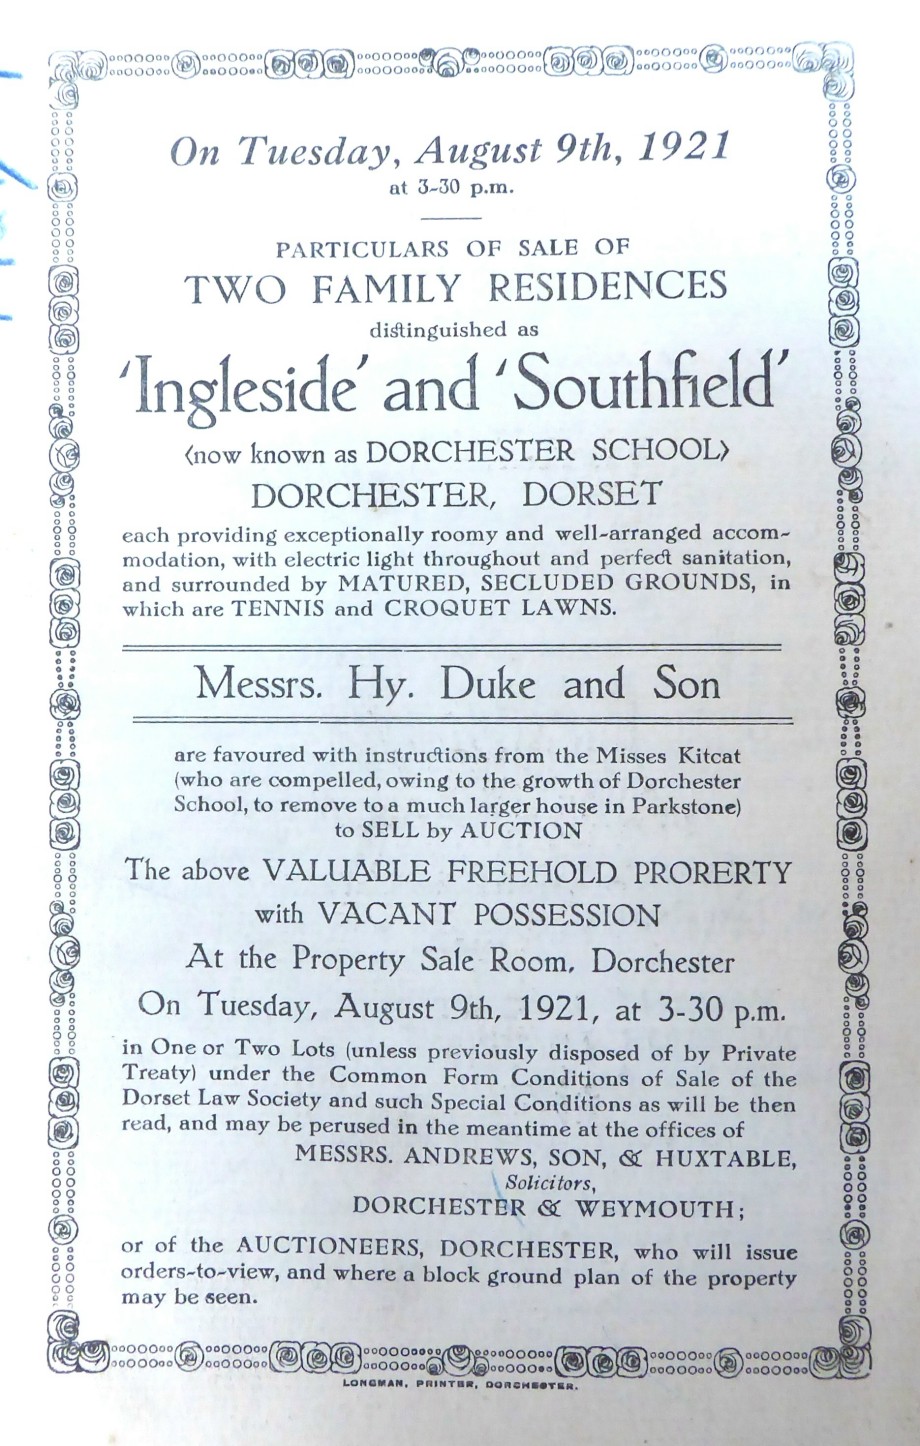 On Tuesday, August 9th, 1921
at 3-30 p.m.
PARTICULARS OF SALE OF
TWO FAMILY RESIDENCES
distinguished as
'Ingleside' and 'Southfield'
(now known as DORCHESTER SCHOOL)
DORCHESTER, DORSET
each providing exceptionally roomy and well-arranged accom-
modation, with electric light throughout and perfect sanitation,
and surrounded by MATURED, SECLUDED GROUNDS, in
which are TENNIS and CROQUET LAWNS.
Messrs. Hy. Duke and Son
are favoured with instructions from the Misses Kitcat
(who are compelled, owing to the growth of Dorchester
School, to remove to a much larger house in Parkstone)
to SELL by AUCTION
The above VALUABLE FREEHOLD PRORERTY
with VACANT POSSESSION
At the Property Sale Room, Dorchester
On Tuesday, August 9th, 1921, at 3-30 p.m.
in One or Two Lots (unless previously disposed of by Private
Treaty) under the Common Form Conditions of Sale of the
Dorset Law Society and such Special Conditions as will be then
read, and may be perused in the meantime at the offices of
MESSRS. ANDREWS, SON, & HUXTABLE,
Solicitors,
DORCHESTER & WEYMOUTH;
or of the AUCTIONEERS, DORCHESTER, who will issue
orders-to-view, and where a block ground plan of the property
may be seen.
LONGMAN, PRINTER, DORCHESTER.